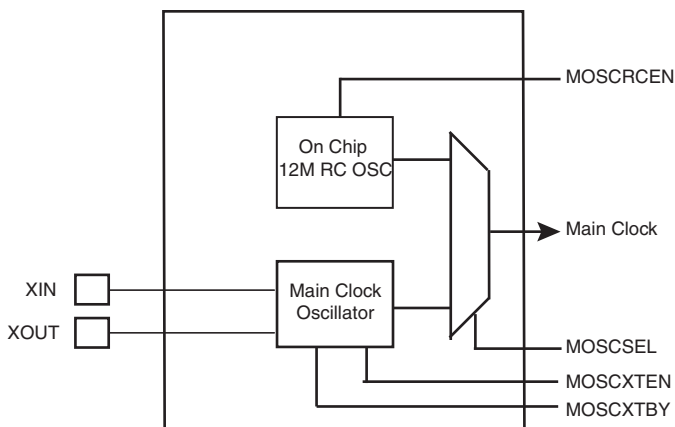 MOSCRCEN
On Chip
12M RC OSC
Main Clock
XIN
Main Clock
Oscillator
XOUT
MOSCSEL
MOSCXTEN
MOSCXTBY